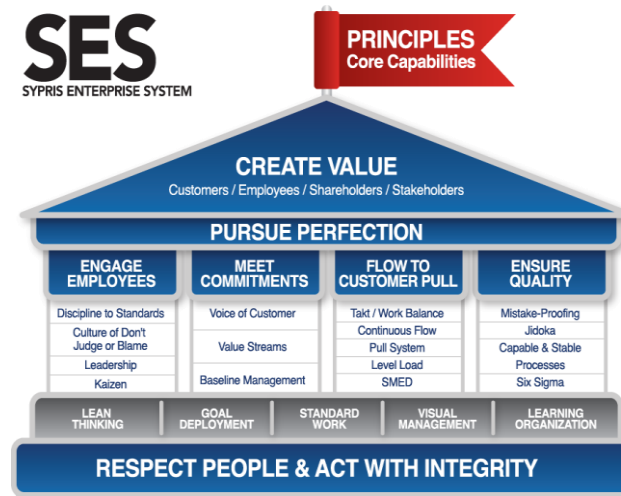 SES
SYPRIS ENTERPRISE SYSTEM
PRINCIPLES
Core Capabilities
CREATE VALUE
Customers / Employees / Shareholders / Stakeholders
PURSUE PERFECTION
ENGAGE
EMPLOYEES
Discipline to Standards
Culture of Don't
Judge or Blame
Leadership
Kaizen
MEET
COMMITMENTS
Voice of Customer
Value Streams
Baseline Management
FLOW TO
CUSTOMER PULL
Takt / Work Balance
Continuous Flow
Pull System
Level Load
SMED
ENSURE
QUALITY
Mistake-Proofing
Jidoka
Capable & Stable
Processes
Six Sigma
LEAN
THINKING
GOAL
DEPLOYMENT
STANDARD
WORK
VISUAL
MANAGEMENT
LEARNING
ORGANIZATION
RESPECT PEOPLE & ACT WITH INTEGRITY